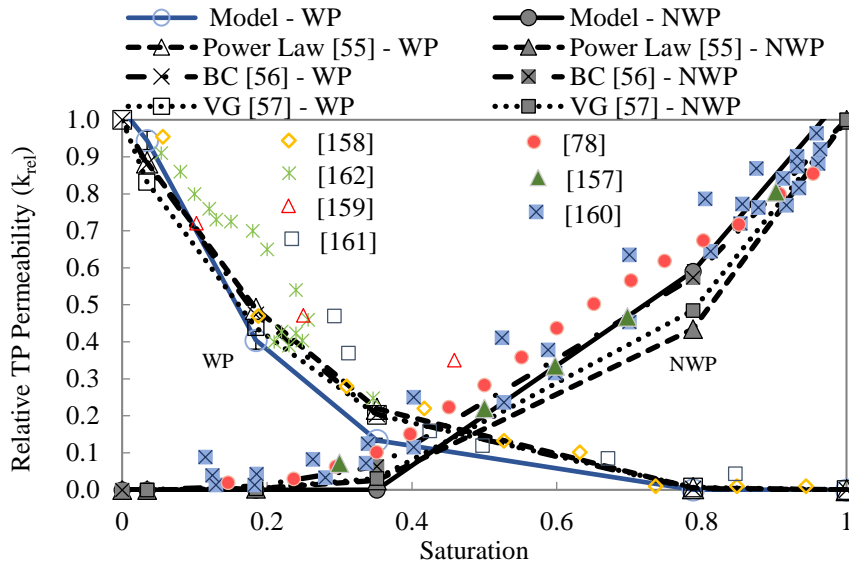 Model - WP
Model - NWP
Power Law [55] - WP
Power Law [55] - NWP
BC [56] - WP
BC [56] - NWP
VG [57] - WP
VG [57] - NWP
1.0
0.9
0.8
0.7
0.6
0.5
0.4
0.3
0.2
0.1
0.0
Relative TP Permeability (krel)
[158]
[162]
[159]
[161]
[78]
[157]
[160]
WP
NWP
0
0.2
0.4
0.6
0.8
1
Saturation